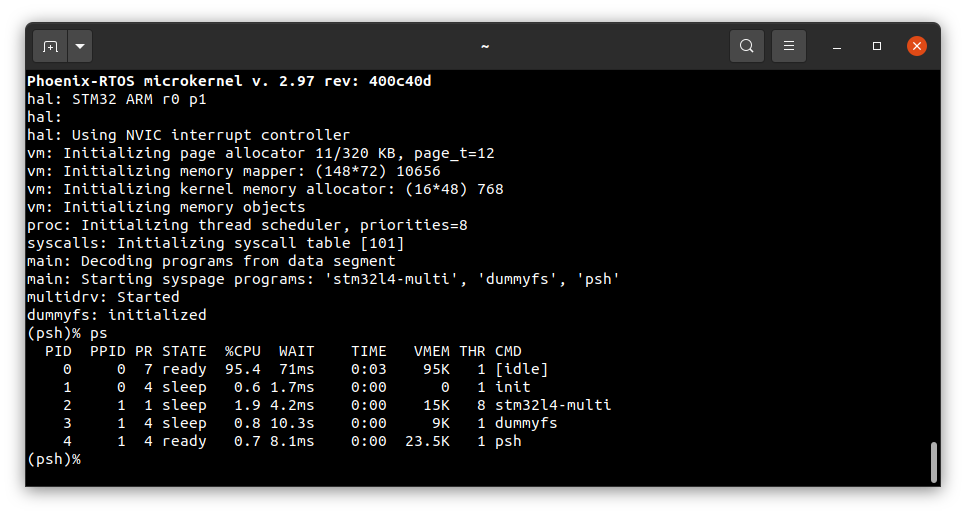 ~
Phoenix-RTOS microkernel v. 2.97 rev: 400c40d
hal: STM32 ARM r0 p1
hal:
hal: Using NVIC interrupt controller
vm: Initializing page allocator 11/320 KB, page_t=12
vm: Initializing memory mapper: (148*72) 10656
vm: Initializing kernel memory allocator: (16*48) 768
vm: Initializing memory objects
proc: Initializing thread scheduler, priorities=8
syscalls: Initializing syscall table [101]
main: Decoding programs from data segment
main: Starting syspage programs: 'stm32l4-multi', 'dummyfs', 'psh'
multidrv: Started
dummyfs: initialized
(psh)% ps
  PID  PPID PR STATE  %CPU  WAIT    TIME   VMEM THR CMD
    0     0  7 ready  95.4  71ms    0:03    95K   1 [idle]
    1     0  4 sleep   0.6 1.7ms    0:00      0   1 init
    2     1  1 sleep   1.9 4.2ms    0:00    15K   8 stm32l4-multi
    3     1  4 sleep   0.8 10.3s    0:00     9K   1 dummyfs
    4     1  4 ready   0.7 8.1ms    0:00  23.5K   1 psh
(psh)%